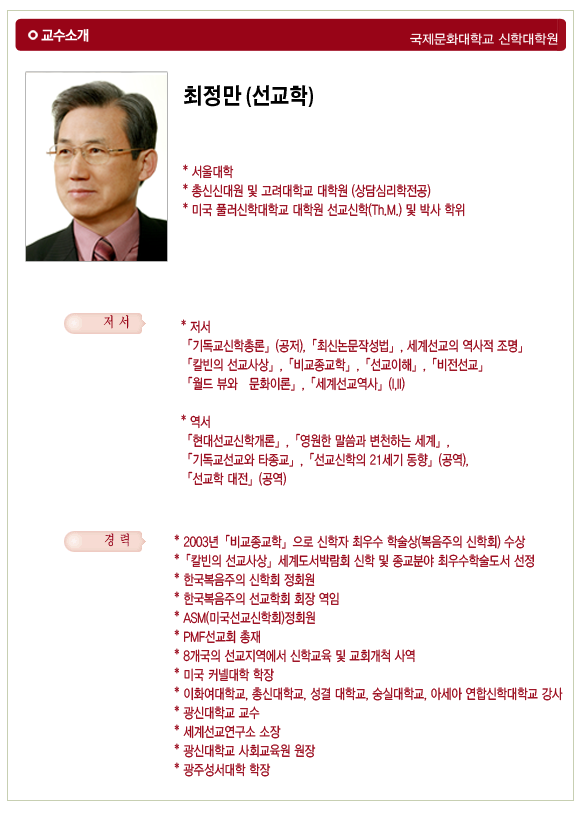 교수소개
국제문화대학교 신학대학원
최정만 (선교학)
* 서울대학
* 총신신대원 및 고려대학교 대학원 (상담심리학전공)
* 미국 풀러신학대학교 대학원 선교신학(Th.M.) 및 박사 학위
저 서
* 저서
「기독교신학총론」(공저),「최신논문작성법」, 세계선교의 역사적 조명」
「칼빈의 선교사상」,「비교종교학」,「선교이해」,「비전선교」
「월드 뷰와 문화이론」,「세계선교역사」(I,II)
* 역서
「현대선교신학개론」,「영원한 말씀과 변천하는 세계」,
「기독교선교와 타종교」,「선교신학의 21세기 동향」(공역),
「선교학 대전」(공역)
경 력
* 2003년「비교종교학」으로 신학자 최우수 학술상(복음주의 신학회) 수상
*「칼빈의 선교사상」세계도서박람회 신학 및 종교분야 최우수학술도서 선정
* 한국복음주의 신학회 정회원
* 한국복음주의 선교학회 회장 역임
* ASM(미국선교신학회)정회원
* PMF선교회 총재
* 8개국의 선교지역에서 신학교육 및 교회개척 사역
* 미국 커넬대학 학장
* 이화여대학교, 총신대학교, 성결 대학교, 숭실대학교, 아세아 연합신학대학교 강사
* 광신대학교 교수
* 세계선교연구소 소장
* 광신대학교 사회교육원 원장
* 광주성서대학 학장